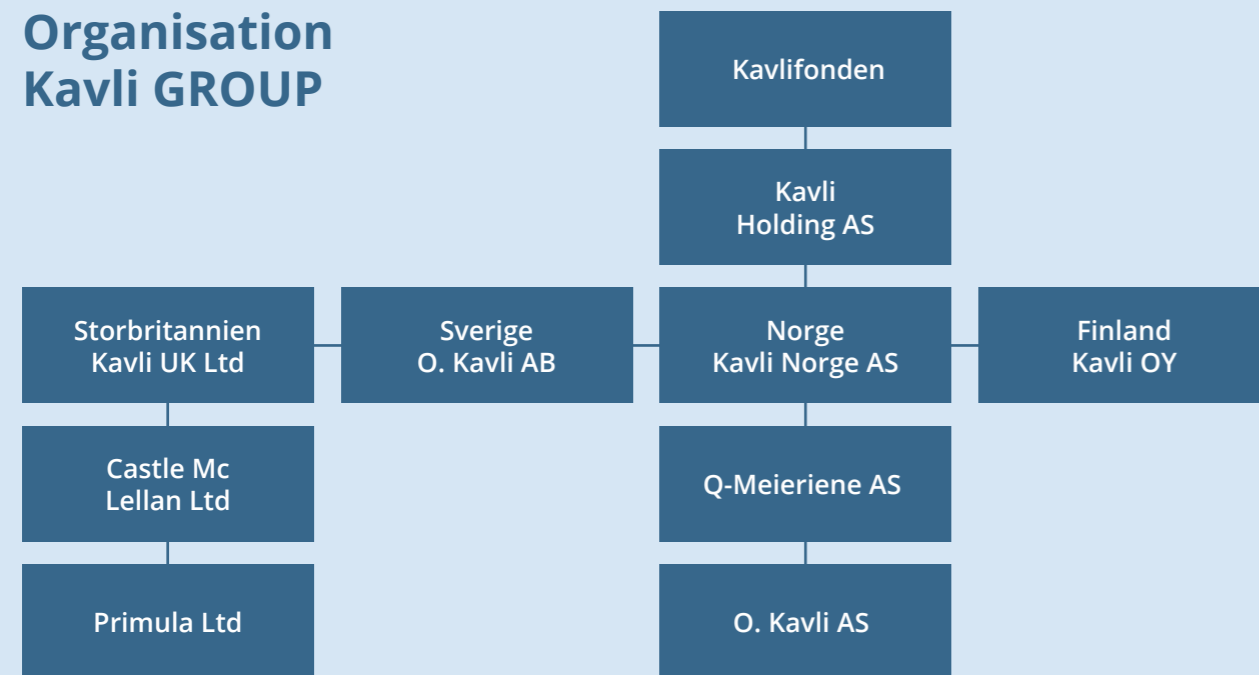 Organisation
Kavli GROUP
Kavlifonden
Kavli
Holding AS
Storbritannien
Kavli UK Ltd
Sverige
O. Kavli AB
Norge
Kavli Norge AS
Finland
Kavli OY
Castle Mc
Lellan Ltd
Q-Meieriene AS
Primula Ltd
O. Kavli AS